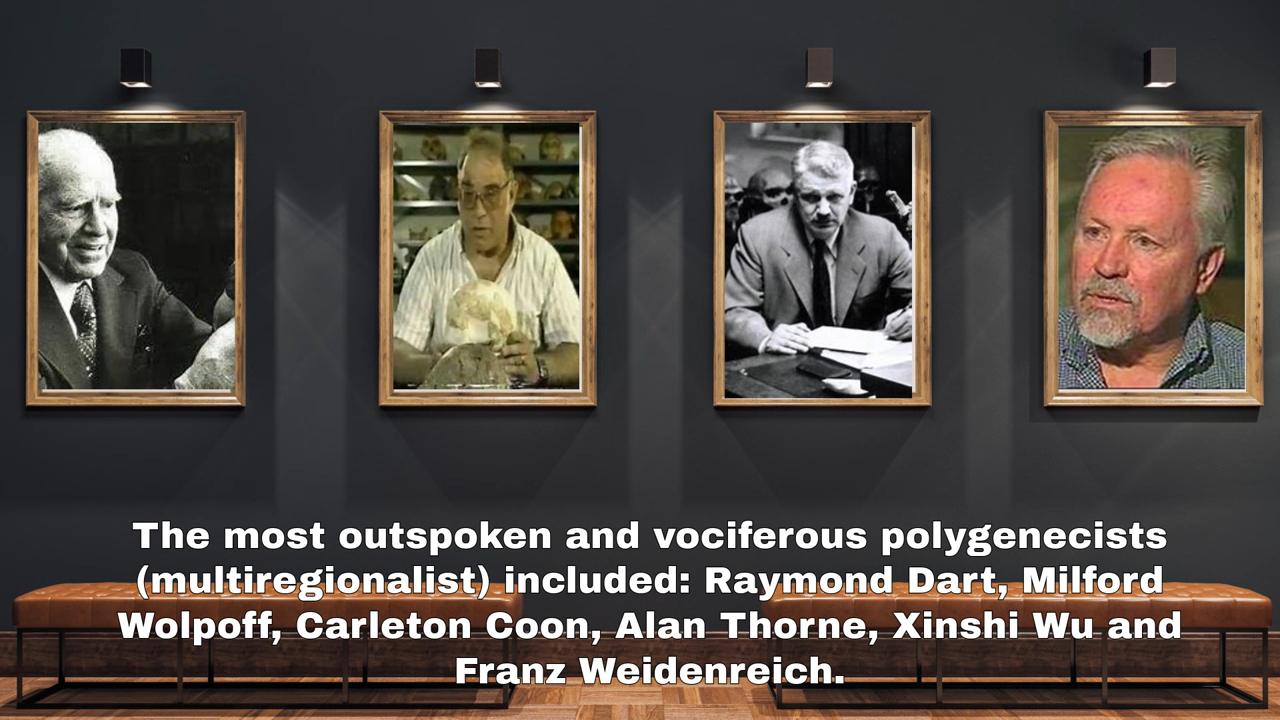 The most outspoken and vociferous polygenecists
(multiregionalist) included: Raymond Dart, Milford
Wolpoff, Carleton Coon, Alan Thorne, Xinshi Wu and
Franz Weidenreich.